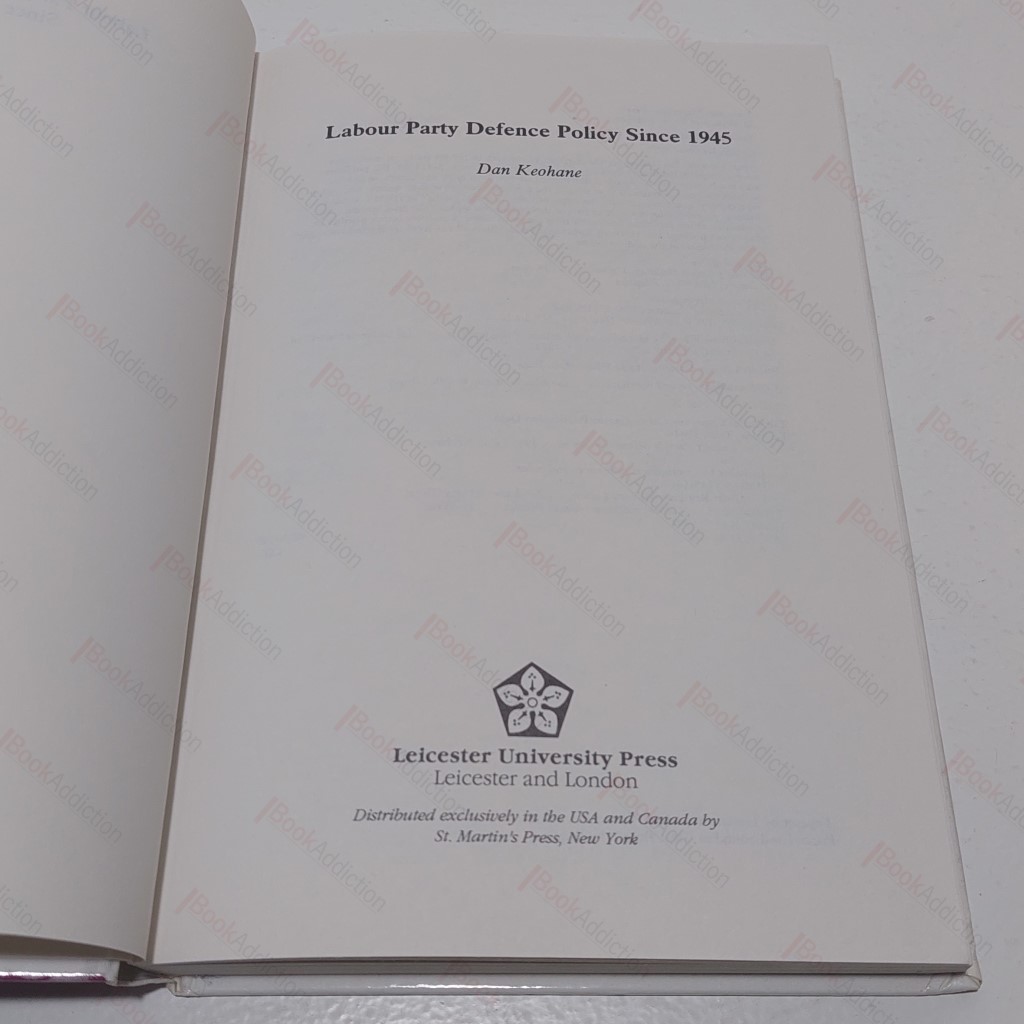 Labour Party Defence Policy Since 1945
Dan Keohane
Leicester University Press
Leicester and London
Distributed exclusively in the USA and Canada by
St. Martin's Press, New York
BookAddiction